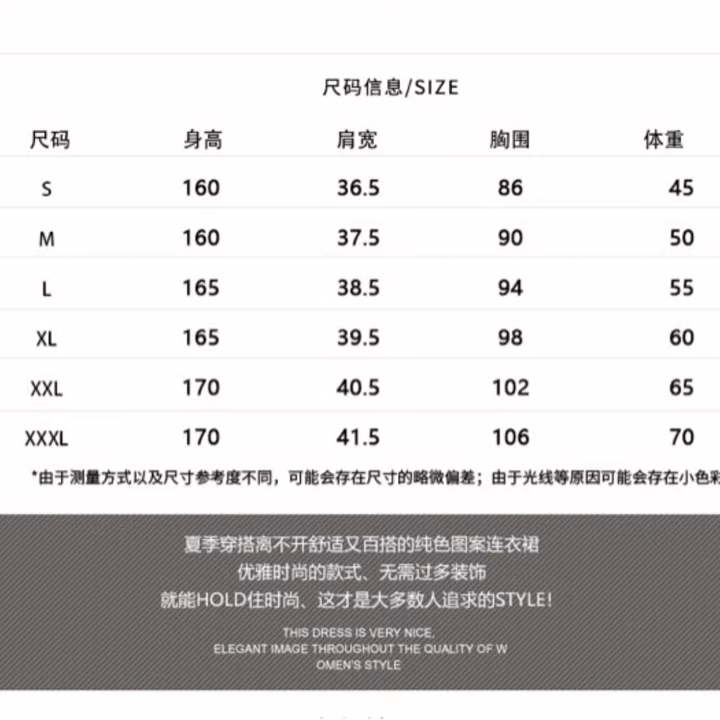 尺码信息/SIZE
尺码 身高 肩宽 胸围 体重
S 160 36.5 86 45
M 160 37.5 90 50
L 165 38.5 94 55
XL 165 39.5 98 60
XXL 170 40.5 102 65
XXXL 170 41.5 106 70
*由于测量方式以及尺寸参考度不同，可能会存在尺寸的略微偏差；由于光线等原因可能会存在小色彩
夏季穿搭离不开舒适又百搭的纯色图案连衣裙
优雅时尚的款式、无需过多装饰
就能HOLD住时尚、这才是大多数人追求的STYLE！
THIS DRESS IS VERY NICE,
ELEGANT IMAGE THROUGHOUT THE QUALITY OF W
OMEN'S STYLE